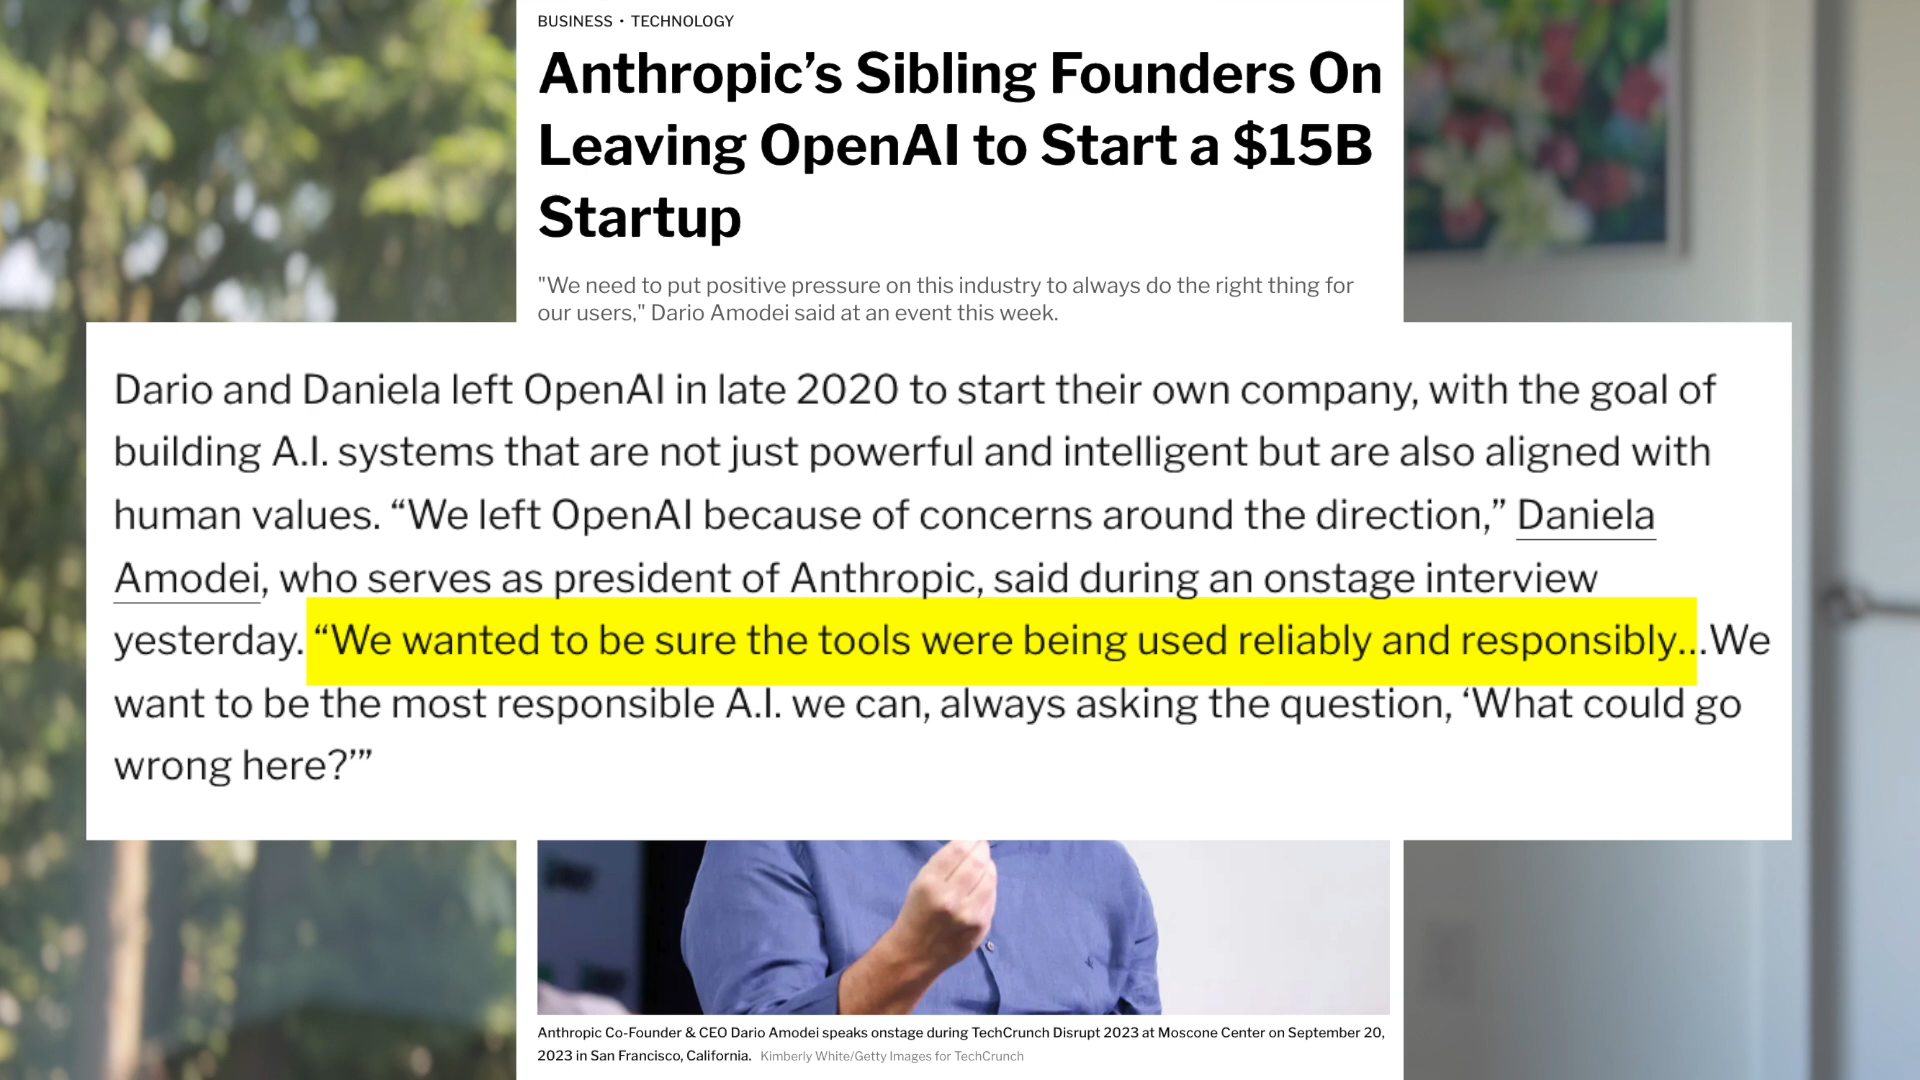 BUSINESS • TECHNOLOGY
Anthropic’s Sibling Founders On
Leaving OpenAI to Start a $15B
Startup
"We need to put positive pressure on this industry to always do the right thing for
our users," Dario Amodei said at an event this week.
Dario and Daniela left OpenAI in late 2020 to start their own company, with the goal of
building A.I. systems that are not just powerful and intelligent but are also aligned with
human values. “We left OpenAI because of concerns around the direction,” Daniela
Amodei, who serves as president of Anthropic, said during an onstage interview
yesterday. “We wanted to be sure the tools were being used reliably and responsibly…We
want to be the most responsible A.I. we can, always asking the question, ‘What could go
wrong here?’”
Anthropic Co-Founder & CEO Dario Amodei speaks onstage during TechCrunch Disrupt 2023 at Moscone Center on September 20,
2023 in San Francisco, California. Kimberly White/Getty Images for TechCrunch